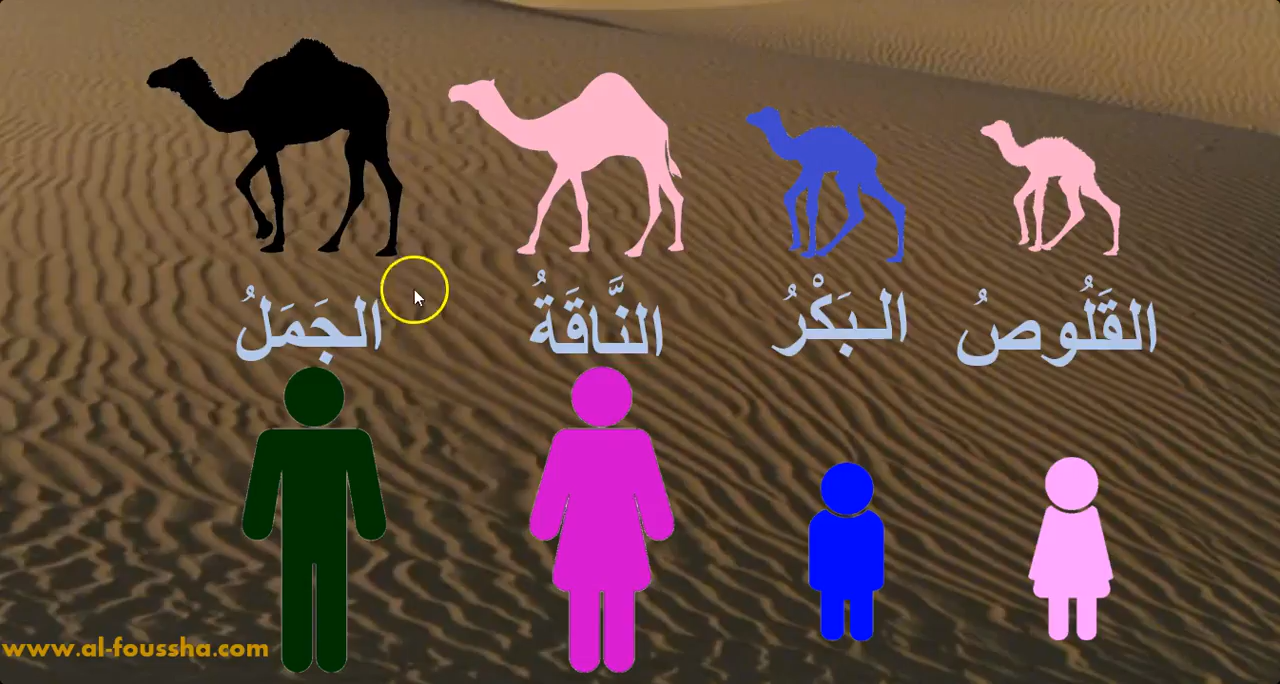 الجَمَلُ
النَّاقَةُ
البَكْرُ
القَلُوصُ
www.al-foussha.com